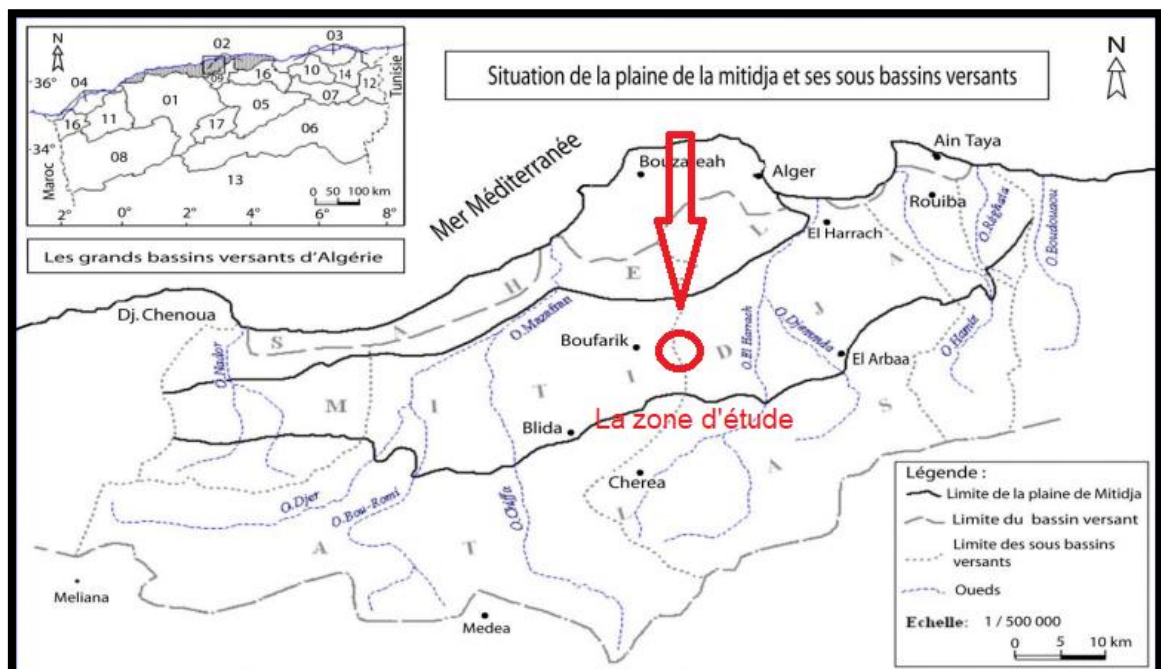 N
02
03
04
36°
01
09
16
10
14
12
Tunisie
05
07
16
11
17
06
34°
08
13
Maroc
0 50 100 km
2° 0° 4° 6° 8°
Les grands bassins versants d'Algérie
Situation de la plaine de la mitidja et ses sous bassins versants
N
Mer Méditerranée
Bouzareah
Alger
Ain Taya
Rouiba
O.Réghaia
O.Boudouaou
El Harrach
S A H E L
Dj. Chenoua
O.Nador
O.Mazafran
Boufarik
O.El Harrach
O.Djemmda
El Arbaa
O.Hamiz
M I T I D J A
La zone d'étude
Blida
Cherea
O.Djer
O.Bou-Romi
O.Chiffa
A T L A S
Meliana
Medea
Légende :
Limite de la plaine de Mitidja
Limite du bassin versant
Limite des sous bassins
versants
Oueds
Echelle: 1 / 500 000
0 5 10 km